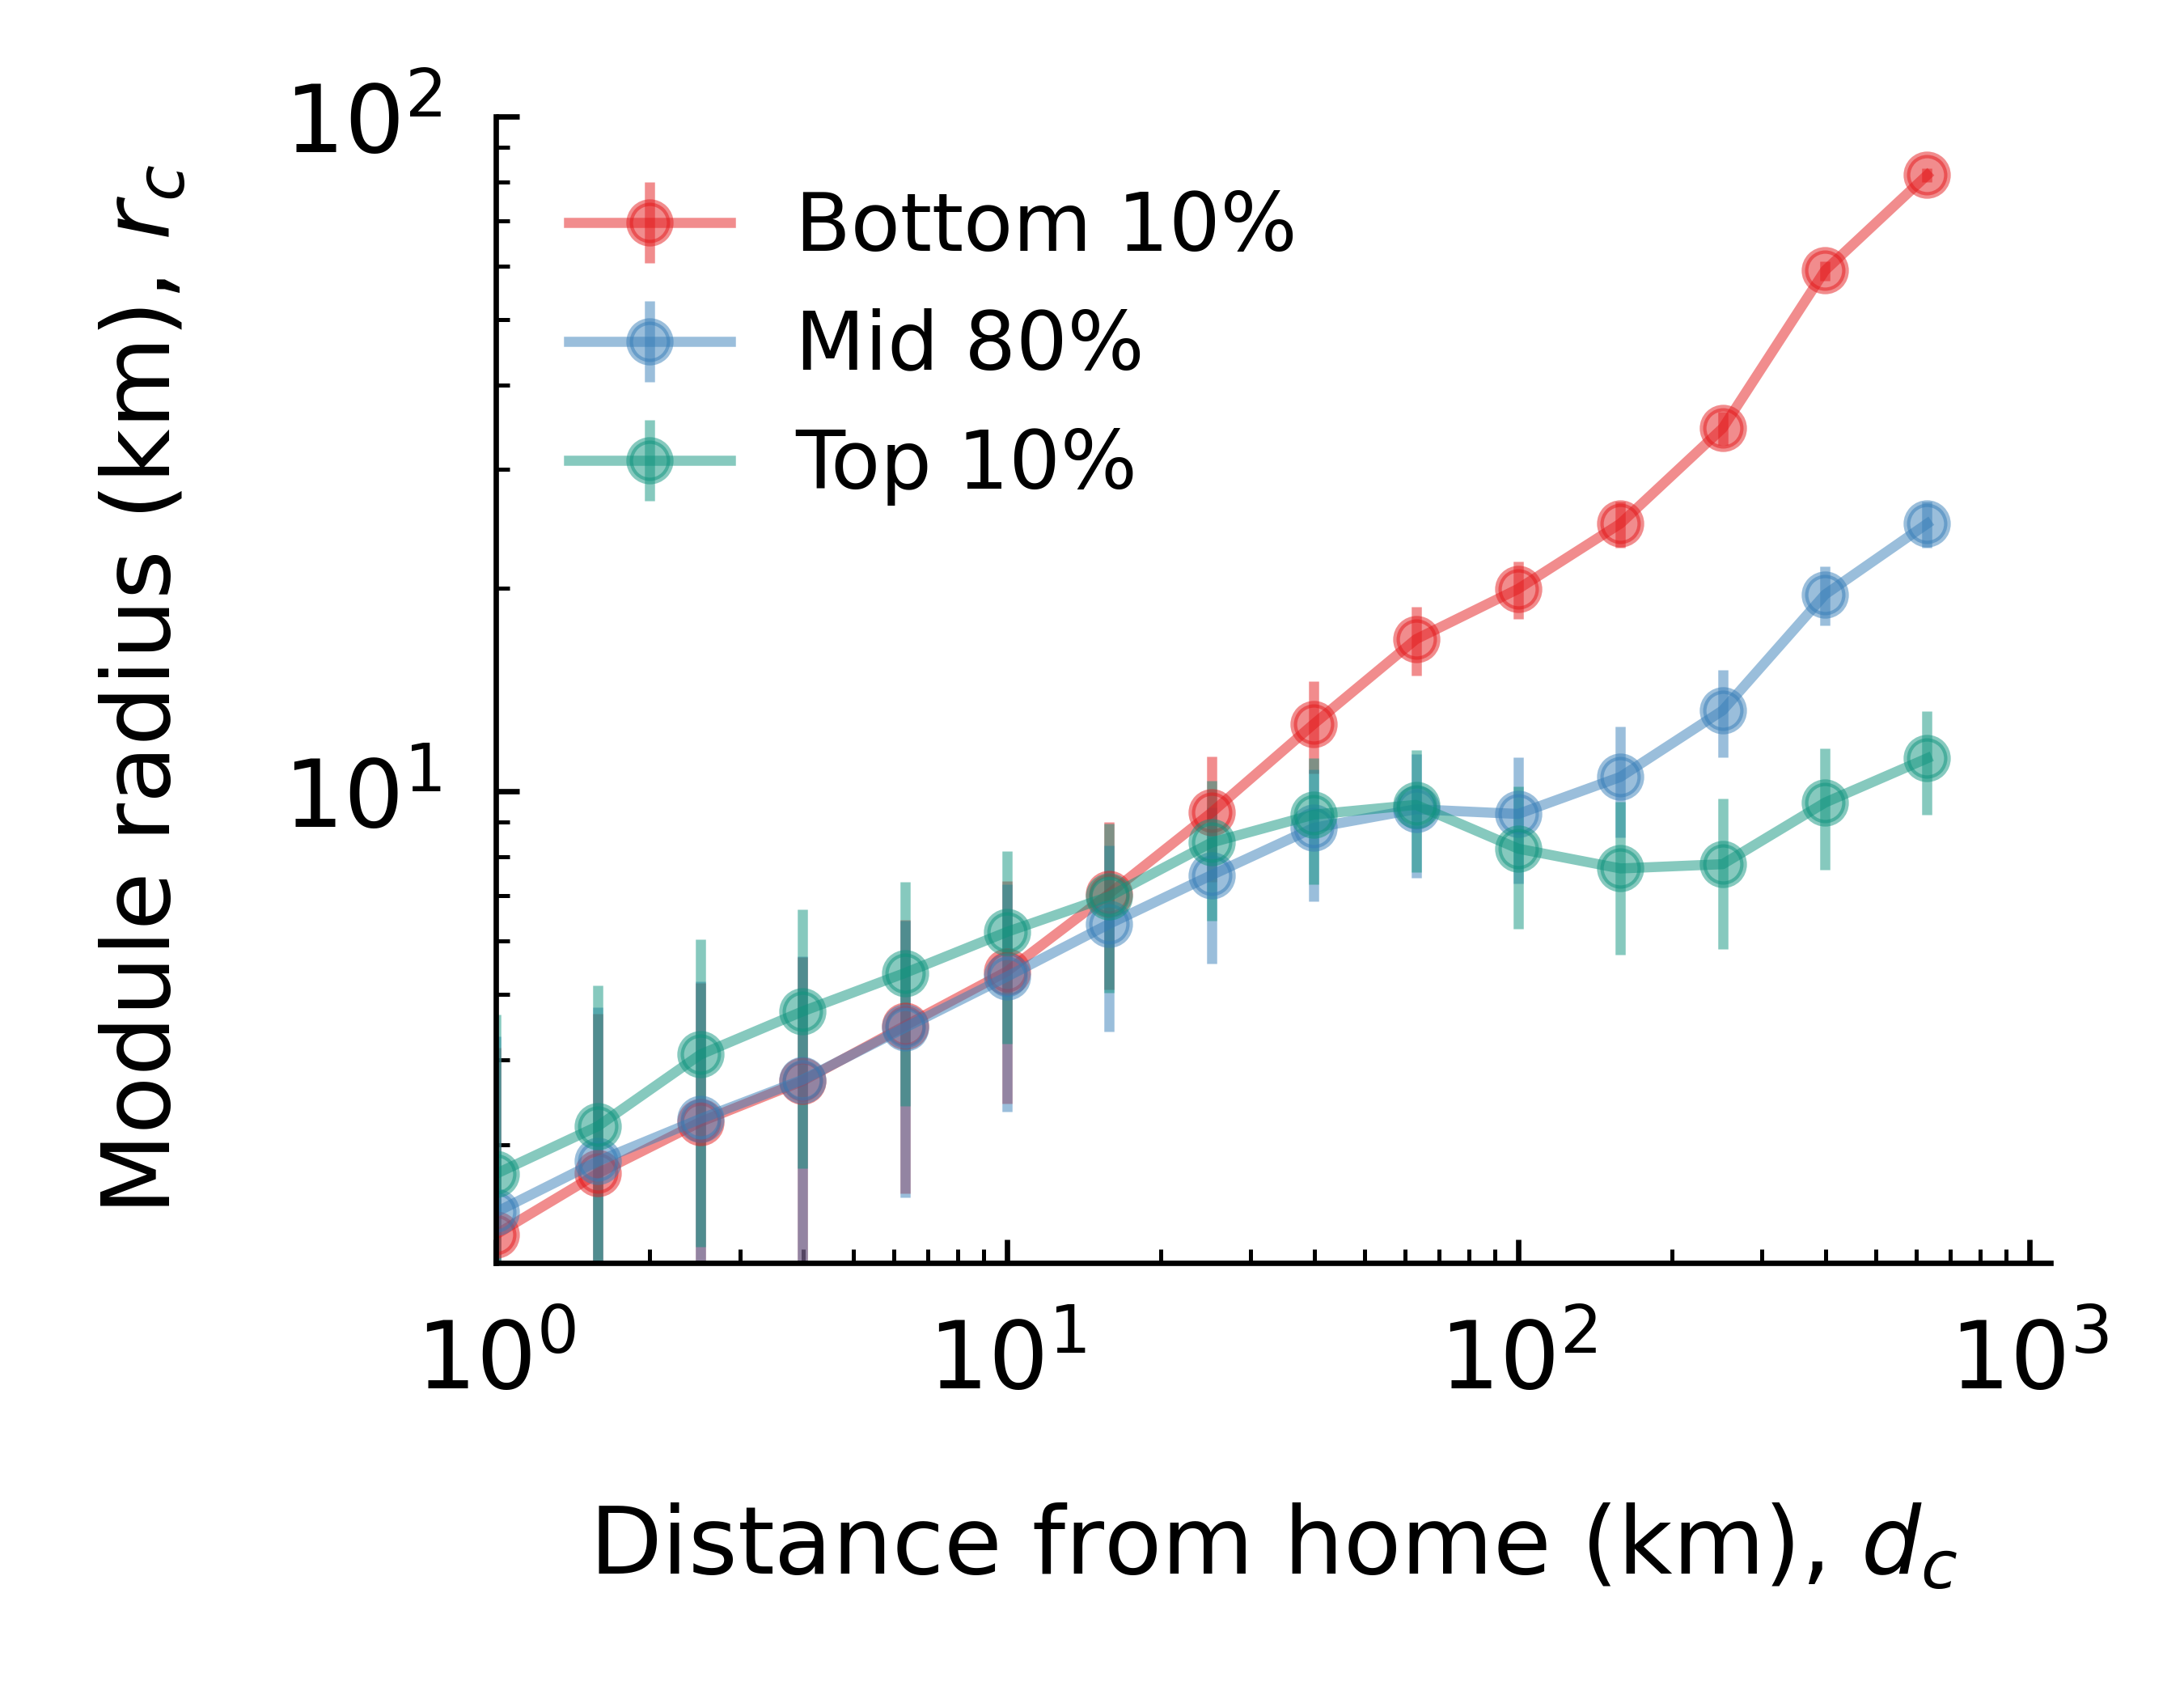 Module radius (km), r_c
10²
10¹
Bottom 10%
Mid 80%
Top 10%
10⁰ 10¹ 10² 10³
Distance from home (km), d_c